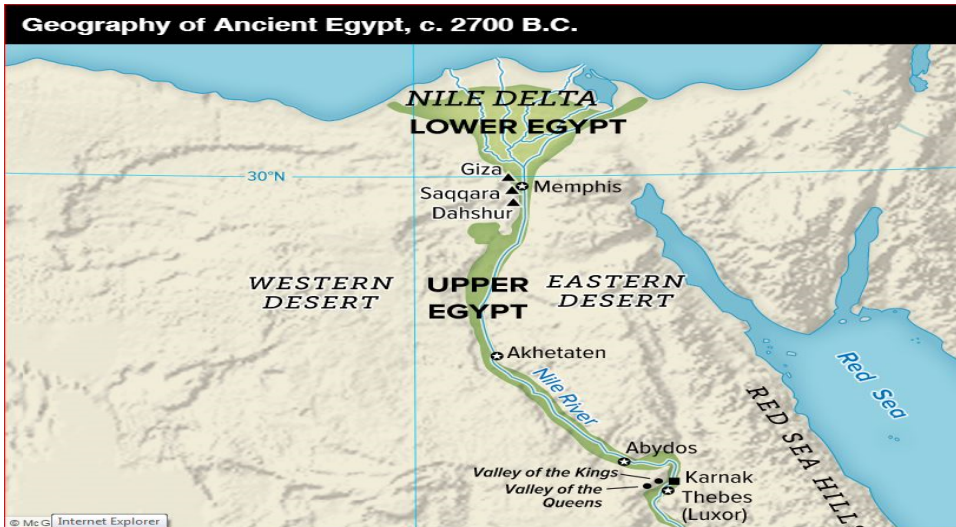 Geography of Ancient Egypt, c. 2700 B.C.
NILE DELTA
LOWER EGYPT
Giza
30°N
Memphis
Saqqara
Dahshur
WESTERN
DESERT
UPPER
EGYPT
EASTERN
DESERT
Akhetaten
Nile River
Red Sea
RED SEA HILLS
Abydos
Valley of the Kings
Karnak
Valley of the
Queens
Thebes
(Luxor)
© McG
Internet Explorer